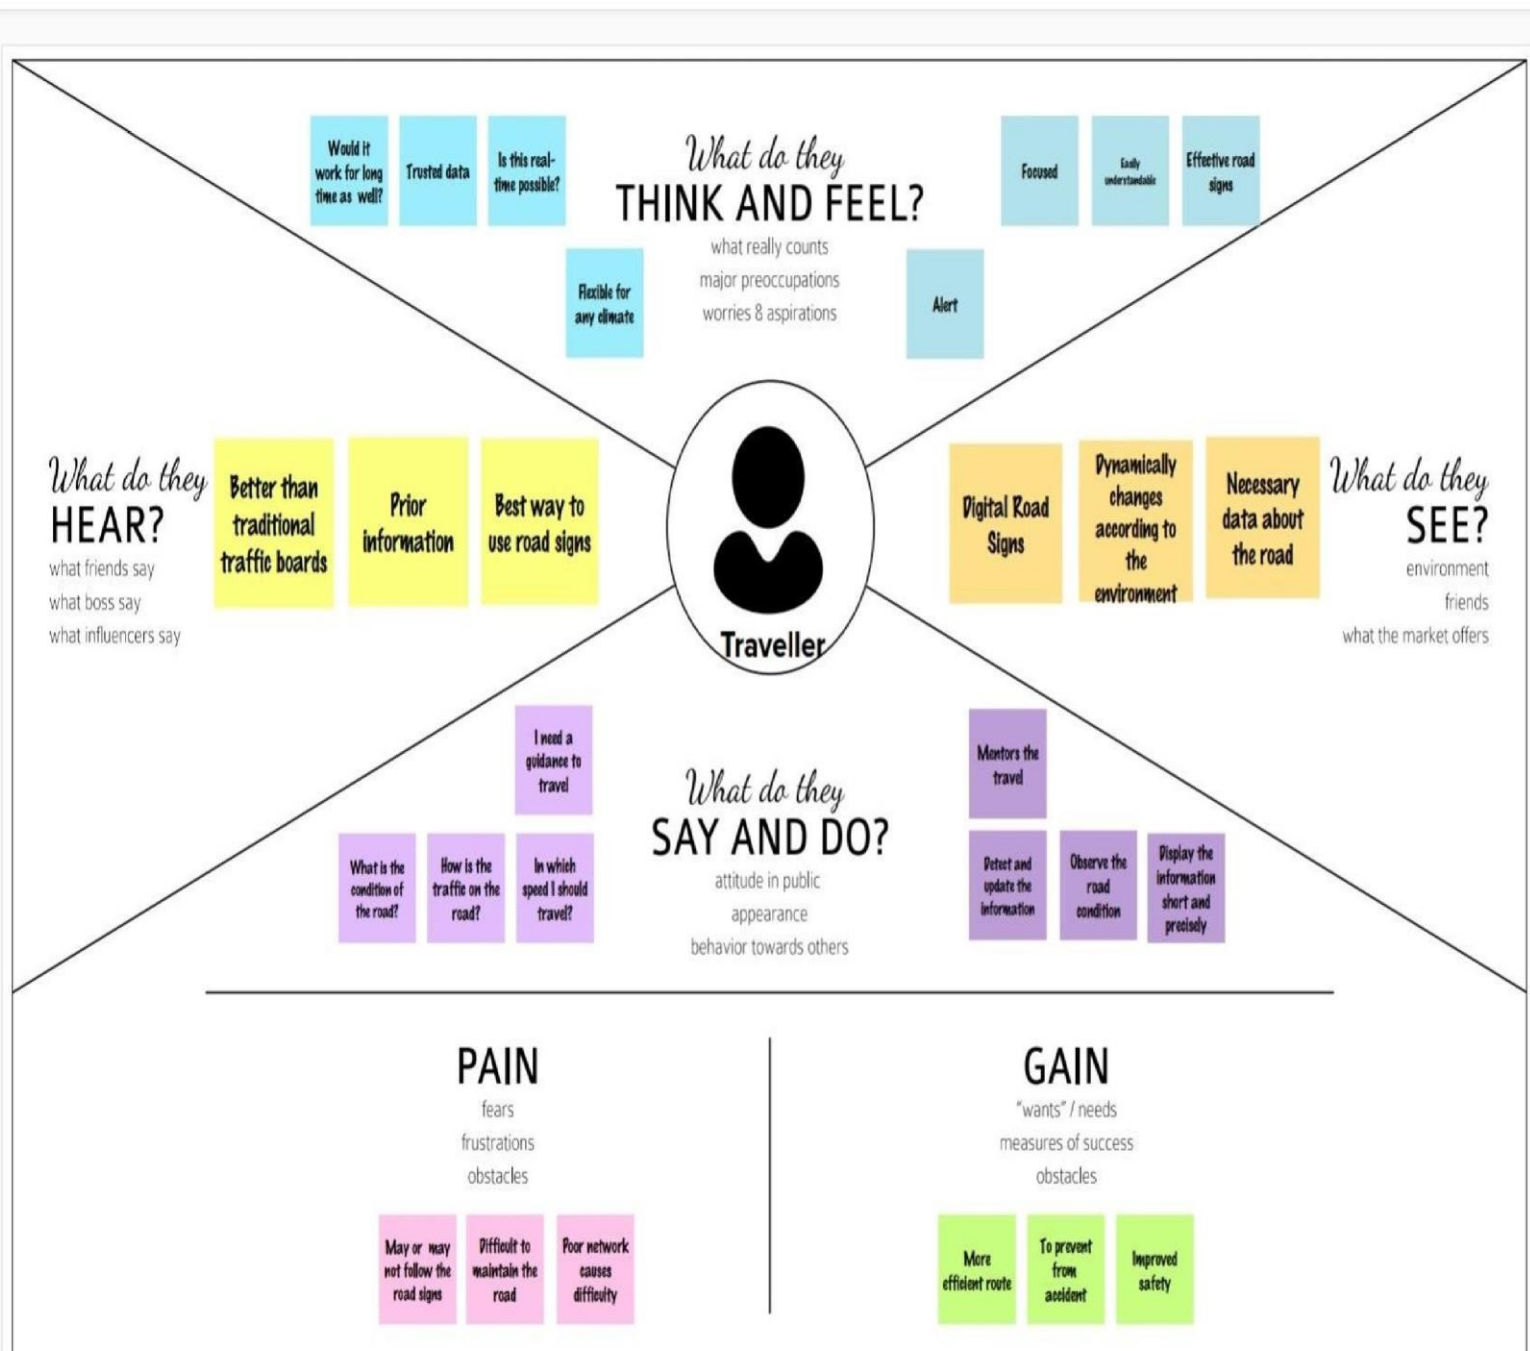 Would it
work for long
time as well?
Trusted data
Is this real-
time possible?
Flexible for
any climate
What do they
THINK AND FEEL?
what really counts
major preoccupations
worries & aspirations
Focused
Easily
understandable
Effective road
signs
Alert
What do they
HEAR?
what friends say
what boss say
what influencers say
Better than
traditional
traffic boards
Prior
information
Best way to
use road signs
Traveller
Digital Road
Signs
Dynamically
changes
according to
the
environment
Necessary
data about
the road
What do they
SEE?
environment
friends
what the market offers
I need a
guidance to
travel
What is the
condition of
the road?
How is the
traffic on the
road?
In which
speed I should
travel?
What do they
SAY AND DO?
attitude in public
appearance
behavior towards others
Mentors the
travel
Detect and
update the
information
Observe the
road
condition
Display the
information
short and
precisely
PAIN
fears
frustrations
obstacles
May or may
not follow the
road signs
Difficult to
maintain the
road
Poor network
causes
difficulty
GAIN
"wants" / needs
measures of success
obstacles
More
efficient route
To prevent
from
accident
Improved
safety